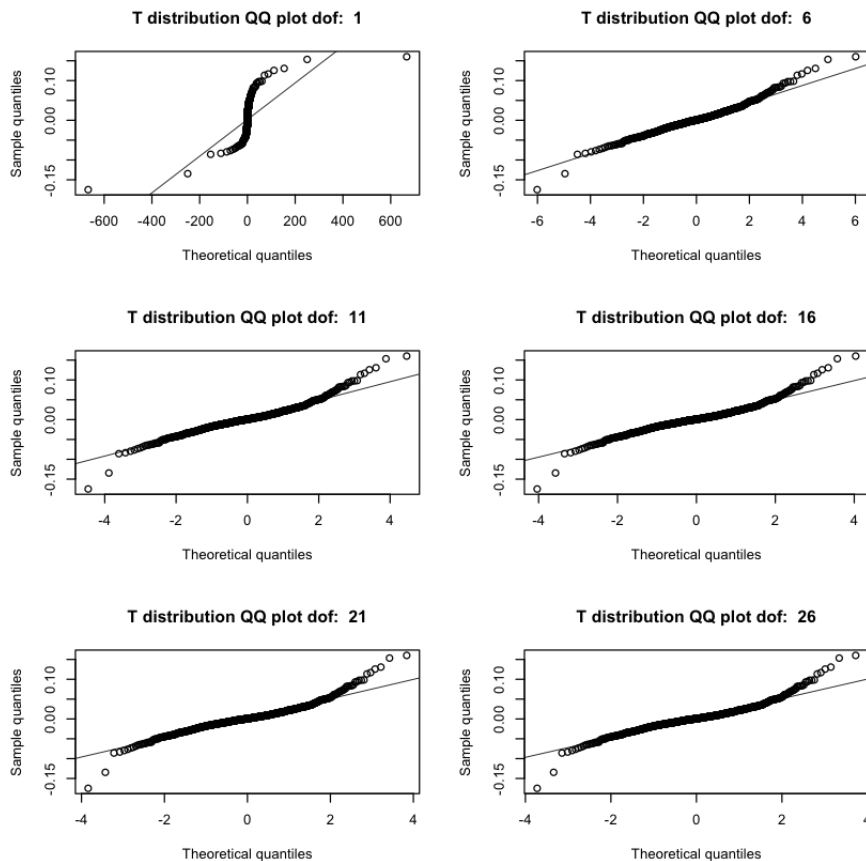 T distribution QQ plot dof:  1
Sample quantiles
-0.15 0.00 0.10
-600 -400 -200 0 200 400 600
Theoretical quantiles
T distribution QQ plot dof:  6
Sample quantiles
-0.15 0.00 0.10
-6 -4 -2 0 2 4 6
Theoretical quantiles
T distribution QQ plot dof:  11
Sample quantiles
-0.15 0.00 0.10
-4 -2 0 2 4
Theoretical quantiles
T distribution QQ plot dof:  16
Sample quantiles
-0.15 0.00 0.10
-4 -2 0 2 4
Theoretical quantiles
T distribution QQ plot dof:  21
Sample quantiles
-0.15 0.00 0.10
-4 -2 0 2 4
Theoretical quantiles
T distribution QQ plot dof:  26
Sample quantiles
-0.15 0.00 0.10
-4 -2 0 2 4
Theoretical quantiles